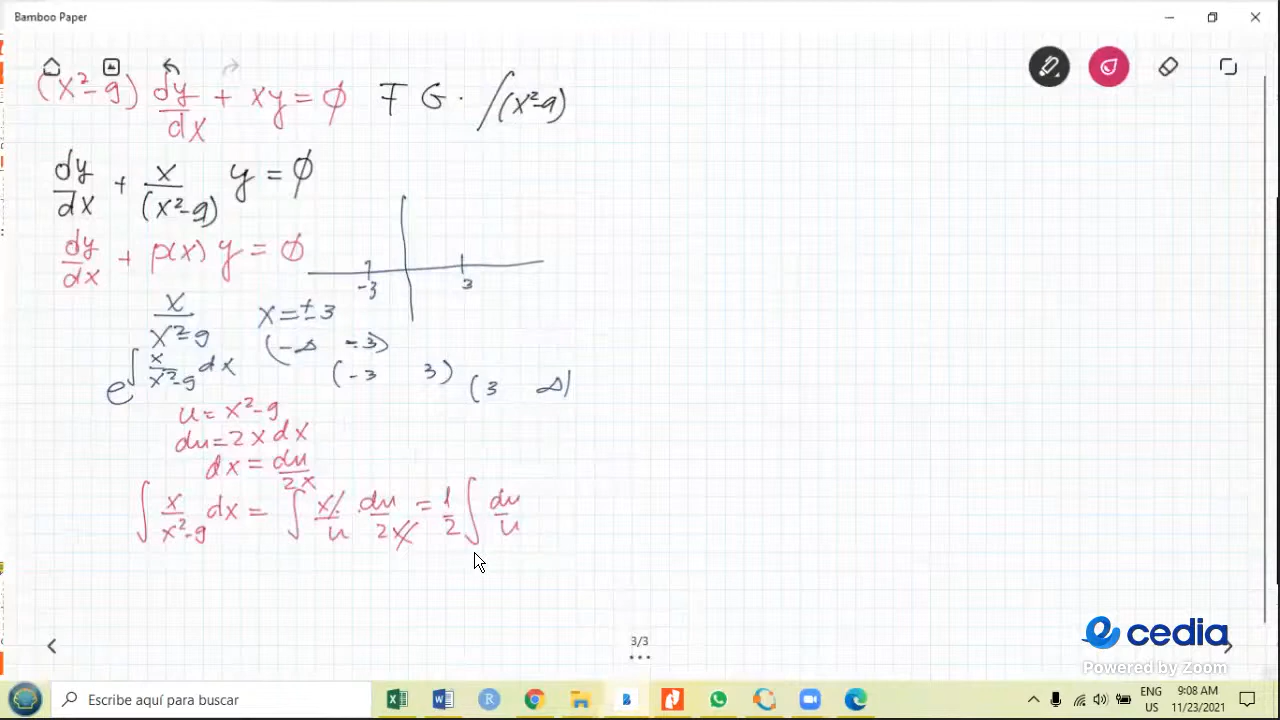 Bamboo Paper
(x²-9) dy/dx + xy = ∅ F G. /(x²-9)
dy/dx + x/(x²-9) y = ∅
dy/dx + p(x) y = ∅
-3 3
x/x²-9 x = ±3
(-∞ -3)
e^∫ x/x²-9 dx (-3 3) (3 ∞)
u = x²-9
du = 2x dx
dx = du/2x
∫ x/x²-9 dx = ∫ x/u · du/2x = 1/2 ∫ du/u
3/3
cedia
Powered by Zoom
Escribe aquí para buscar
ENG
US
9:08 AM
11/23/2021